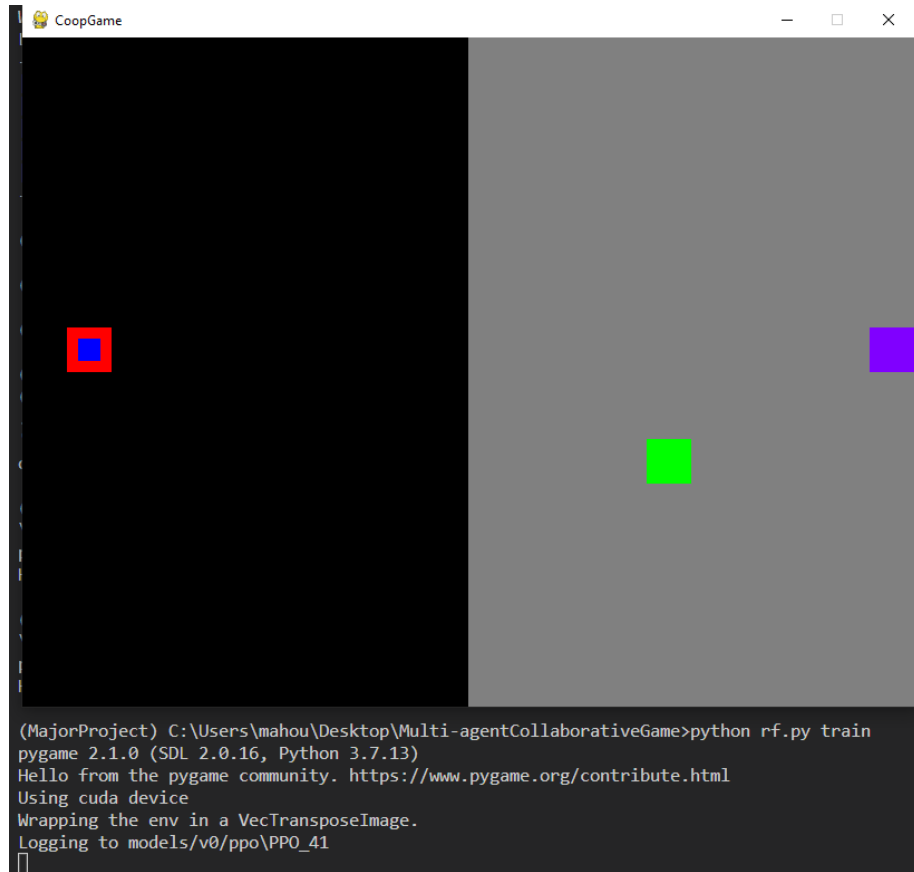 CoopGame
(MajorProject) C:\Users\mahou\Desktop\Multi-agentCollaborativeGame>python rf.py train
pygame 2.1.0 (SDL 2.0.16, Python 3.7.13)
Hello from the pygame community. https://www.pygame.org/contribute.html
Using cuda device
Wrapping the env in a VecTransposeImage.
Logging to models/v0/ppo\PPO_41